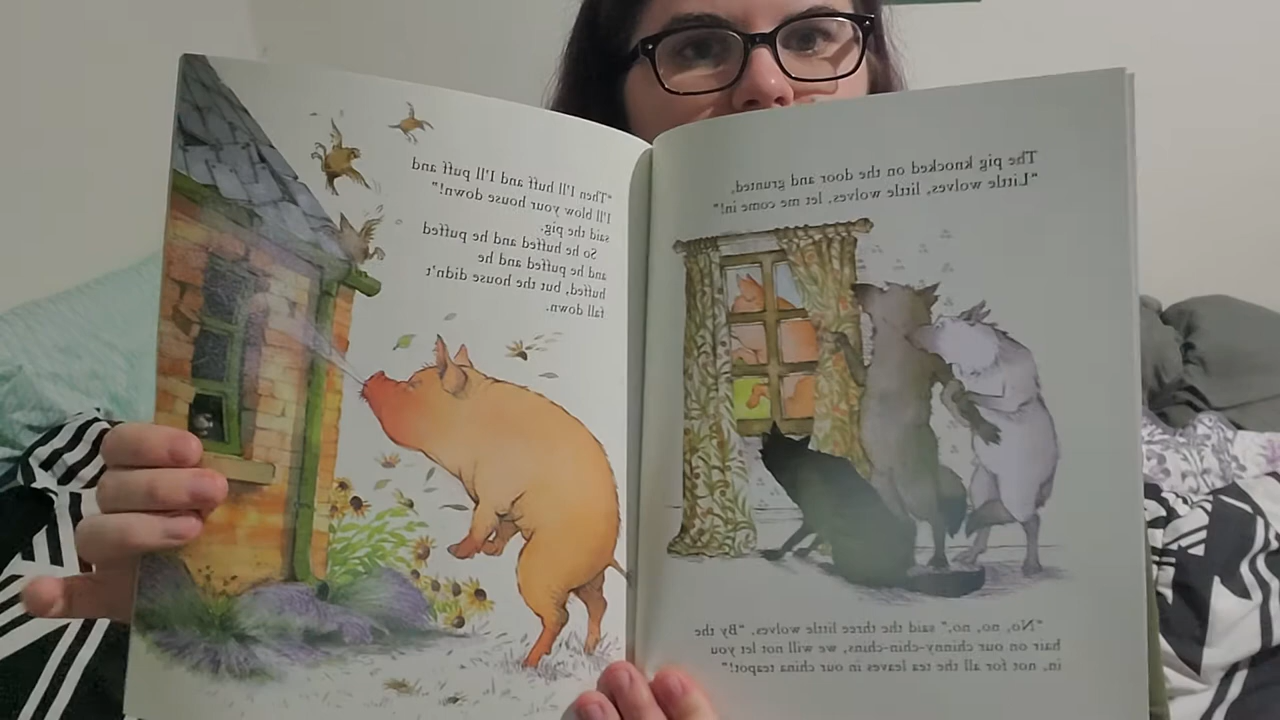 The pig knocked on the door and grunted,
"Little wolves, little wolves, let me come in!"
"No, no, no," said the three little wolves. "By the
hair on our chinny-chin-chins, we will not let you
in, not for all the tea leaves in our china teapot!"
"Then I'll huff and I'll puff and
I'll blow your house down!"
said the pig.
So he huffed and he puffed
and he puffed and he
huffed, but the house didn't
fall down.